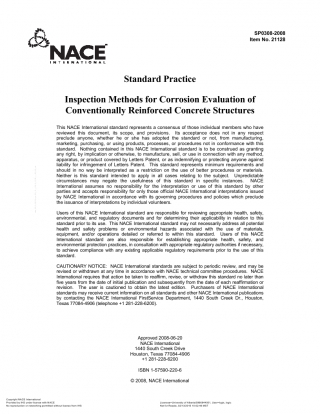 SP0308-2008
Item No. 21128
NACE
INTERNATIONAL
Standard Practice
Inspection Methods for Corrosion Evaluation of
Conventionally Reinforced Concrete Structures
This NACE International standard represents a consensus of those individual members who have
reviewed this document, its scope, and provisions. Its acceptance does not in any respect
preclude anyone, whether he or she has adopted the standard or not, from manufacturing,
marketing, purchasing, or using products, processes, or procedures not in conformance with this
standard. Nothing contained in this NACE International standard is to be construed as granting
any right, by implication or otherwise, to manufacture, sell, or use in connection with any method,
apparatus, or product covered by Letters Patent, or as indemnifying or protecting anyone against
liability for infringement of Letters Patent. This standard represents minimum requirements and
should in no way be interpreted as a restriction on the use of better procedures or materials.
Neither is this standard intended to apply in all cases relating to the subject. Unpredictable
circumstances may negate the usefulness of this standard in specific instances. NACE
International assumes no responsibility for the interpretation or use of this standard by other
parties and accepts responsibility for only those official NACE International interpretations issued
by NACE International in accordance with its governing procedures and policies which preclude
the issuance of interpretations by individual volunteers.
Users of this NACE International standard are responsible for reviewing appropriate health, safety,
environmental, and regulatory documents and for determining their applicability in relation to this
standard prior to its use. This NACE International standard may not necessarily address all potential
health and safety problems or environmental hazards associated with the use of materials,
equipment, and/or operations detailed or referred to within this standard. Users of this NACE
International standard are also responsible for establishing appropriate health, safety, and
environmental protection practices, in consultation with appropriate regulatory authorities if necessary,
to achieve compliance with any existing applicable regulatory requirements prior to the use of this
standard.
CAUTIONARY NOTICE: NACE International standards are subject to periodic review, and may be
revised or withdrawn at any time in accordance with technical committee procedures. NACE
International requires that action be taken to reaffirm, revise, or withdraw this standard no later than
five years from the date of initial publication and subsequently from the date of each reaffirmation or
revision. The user is cautioned to obtain the latest edition. Purchasers of NACE International
standards may receive current information on all standards and other NACE International publications
by contacting the NACE International FirstService Department, 1440 South Creek Dr., Houston,
Texas 77084-4906 (telephone +1 281-228-6200).
Approved 2008-06-20
NACE International
1440 South Creek Drive
Houston, Texas 77084-4906
+1 281-228-6200
ISBN 1-57590-220-6
© 2008, NACE International
Copyright NACE International